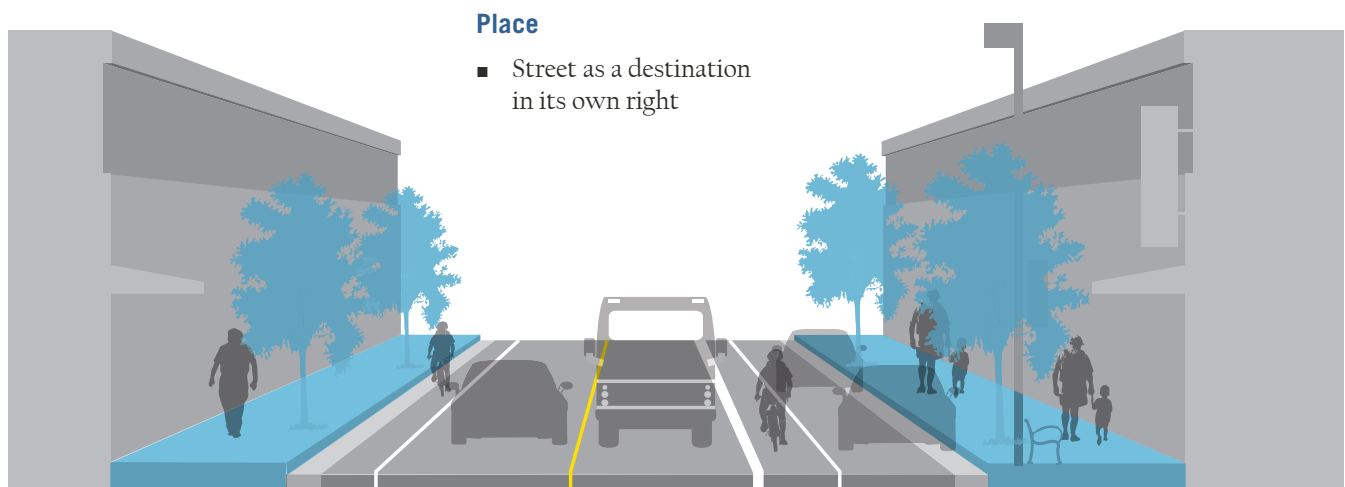 Place
■ Street as a destination
in its own right